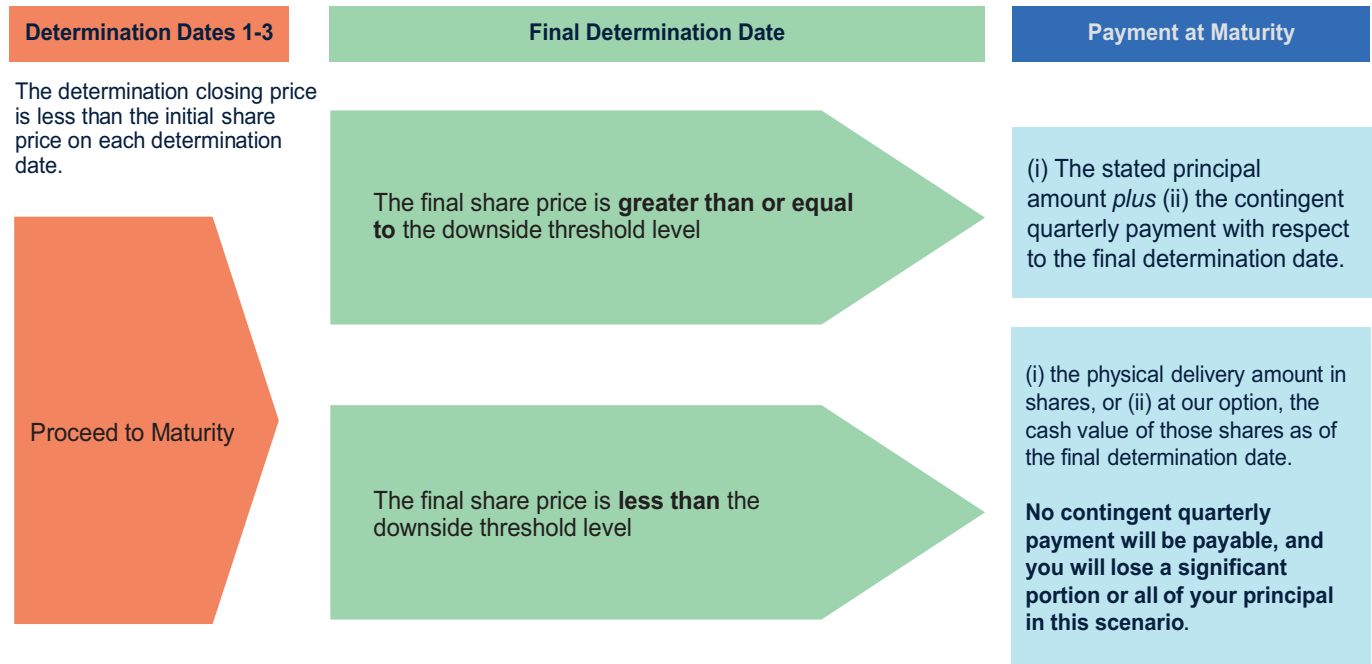 Determination Dates 1-3
Final Determination Date
Payment at Maturity
The determination closing price
is less than the initial share
price on each determination
date.
Proceed to Maturity
The final share price is greater than or equal
to the downside threshold level
(i) The stated principal
amount plus (ii) the contingent
quarterly payment with respect
to the final determination date.
The final share price is less than the
downside threshold level
(i) the physical delivery amount in
shares, or (ii) at our option, the
cash value of those shares as of
the final determination date.
No contingent quarterly
payment will be payable, and
you will lose a significant
portion or all of your principal
in this scenario.